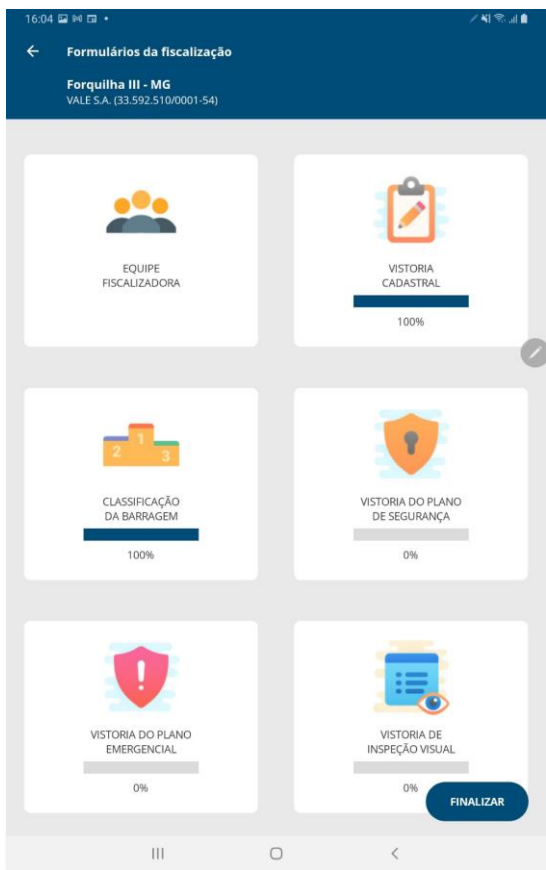 16:04
Formulários da fiscalização
Forquilha III - MG
VALE S.A. (33.592.510/0001-54)
EQUIPE
FISCALIZADORA
VISTORIA
CADASTRAL
100%
2 1 3
CLASSIFICAÇÃO
DA BARRAGEM
100%
VISTORIA DO PLANO
DE SEGURANÇA
0%
VISTORIA DO PLANO
EMERGENCIAL
0%
VISTORIA DE
INSPEÇÃO VISUAL
0%
FINALIZAR